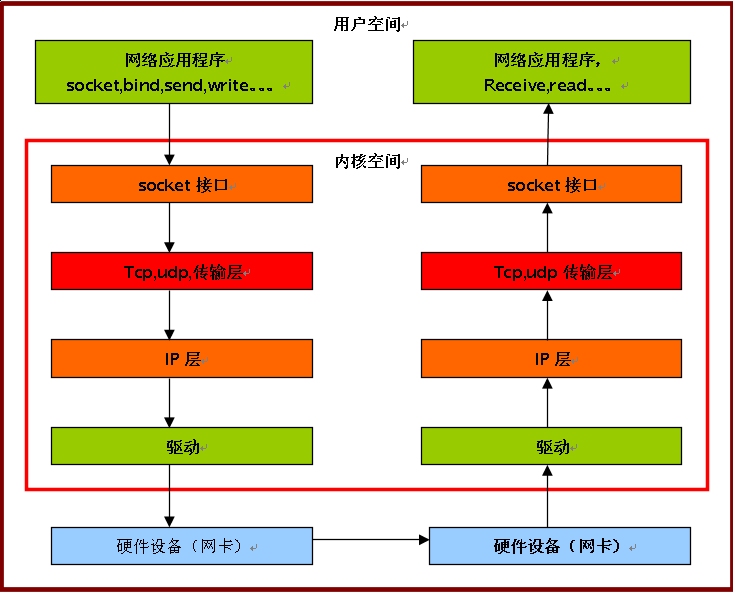 用户空间
网络应用程序
socket,bind,send,write。。。
网络应用程序，
Receive,read。。。
内核空间
socket 接口
socket 接口
Tcp,udp,传输层
Tcp,udp 传输层
IP 层
IP 层
驱动
驱动
硬件设备（网卡）
硬件设备（网卡）